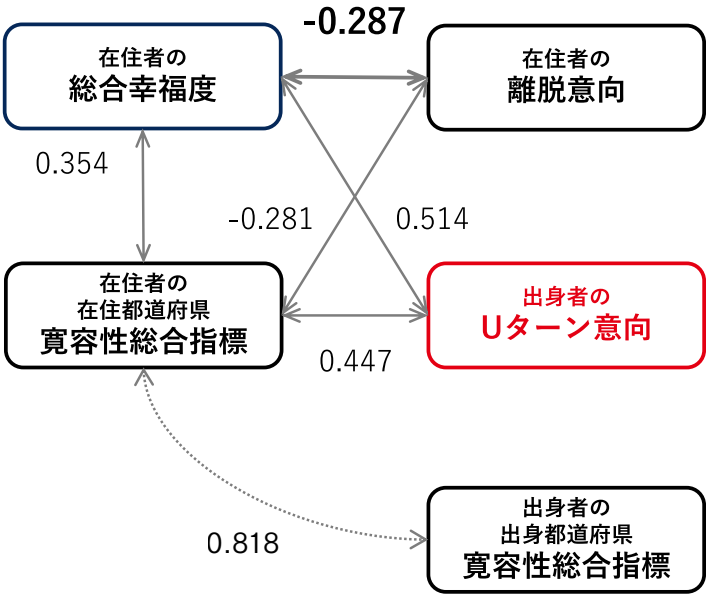 -0.287
在住者の
総合幸福度
在住者の
離脱意向
0.354
-0.281
0.514
在住者の
在住都道府県
寛容性総合指標
出身者の
Uターン意向
0.447
出身者の
出身都道府県
寛容性総合指標
0.818